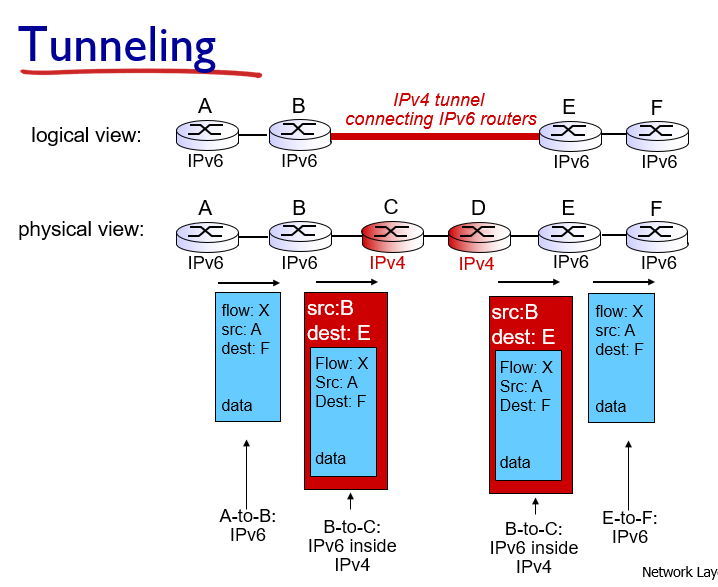 Tunneling
IPv4 tunnel
connecting IPv6 routers
A B E F
logical view:
IPv6 IPv6 IPv6 IPv6
A B C D E F
physical view:
IPv6 IPv6 IPv4 IPv4 IPv6 IPv6
flow: X
src: A
dest: F
data
src:B
dest: E
Flow: X
Src: A
Dest: F
data
src:B
dest: E
Flow: X
Src: A
Dest: F
data
flow: X
src: A
dest: F
data
A-to-B:
IPv6
B-to-C:
IPv6 inside
IPv4
B-to-C:
IPv6 inside
IPv4
E-to-F:
IPv6
Network Lay